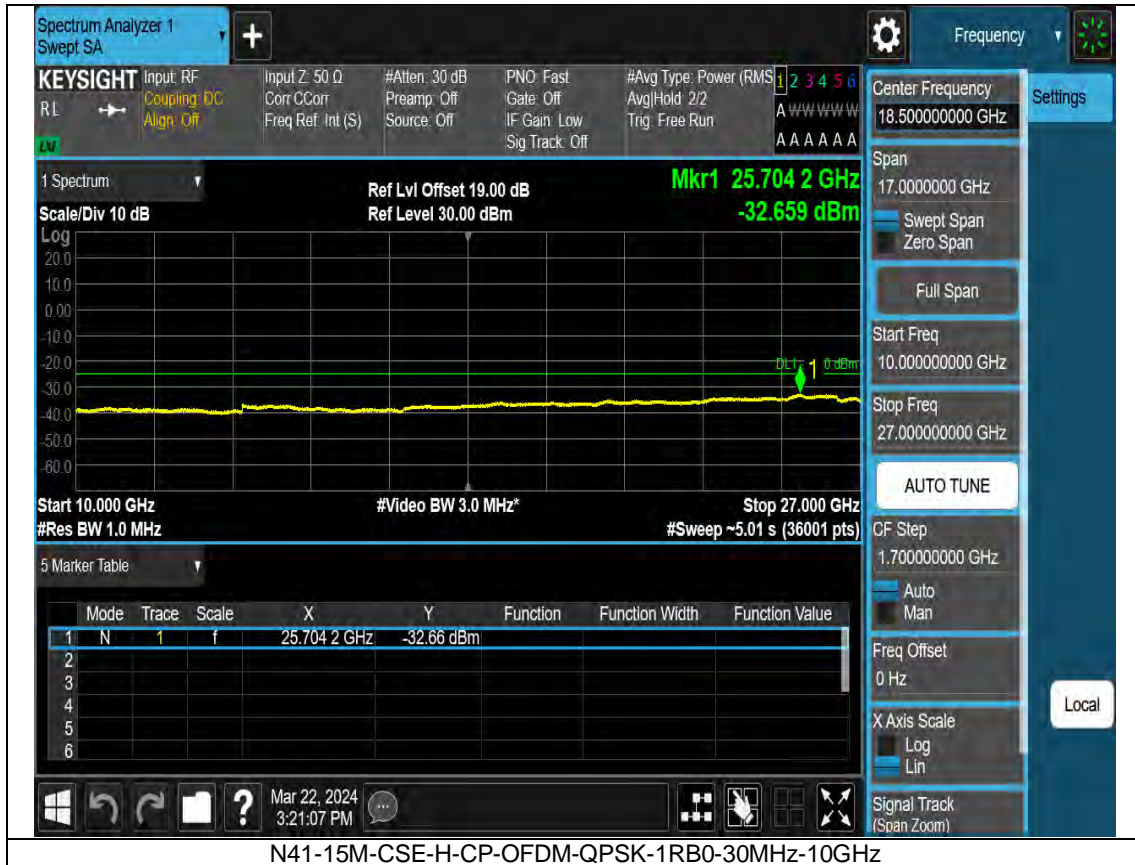 Spectrum Analyzer 1
Swept SA
Frequency
KEYSIGHT
RL
LXI
Input: RF
Coupling: DC
Align: Off
Input Z: 50 Ω
Corr CCorr
Freq Ref: Int (S)
#Atten: 30 dB
Preamp: Off
Source: Off
PNO: Fast
Gate: Off
IF Gain: Low
Sig Track: Off
#Avg Type: Power (RMS
Avg|Hold: 2/2
Trig: Free Run
1 2 3 4 5 6
A W W W W W
A A A A A A
1 Spectrum
Scale/Div 10 dB
Ref Lvl Offset 19.00 dB
Ref Level 30.00 dBm
Mkr1 25.704 2 GHz
-32.659 dBm
Log
20.0
10.0
0.00
-10.0
-20.0
-30.0
-40.0
-50.0
-60.0
1
0 dBm
Start 10.000 GHz
#Video BW 3.0 MHz*
Stop 27.000 GHz
#Res BW 1.0 MHz
#Sweep ~5.01 s (36001 pts)
5 Marker Table
Mode Trace Scale X Y Function Function Width Function Value
1 N 1 f 25.704 2 GHz -32.66 dBm
2
3
4
5
6
Center Frequency
18.500000000 GHz
Settings
Span
17.0000000 GHz
Swept Span
Zero Span
Full Span
Start Freq
10.000000000 GHz
Stop Freq
27.000000000 GHz
AUTO TUNE
CF Step
1.700000000 GHz
Auto
Man
Freq Offset
0 Hz
X Axis Scale
Log
Lin
Local
Signal Track
(Span Zoom)
?
Mar 22, 2024
3:21:07 PM
N41-15M-CSE-H-CP-OFDM-QPSK-1RB0-30MHz-10GHz